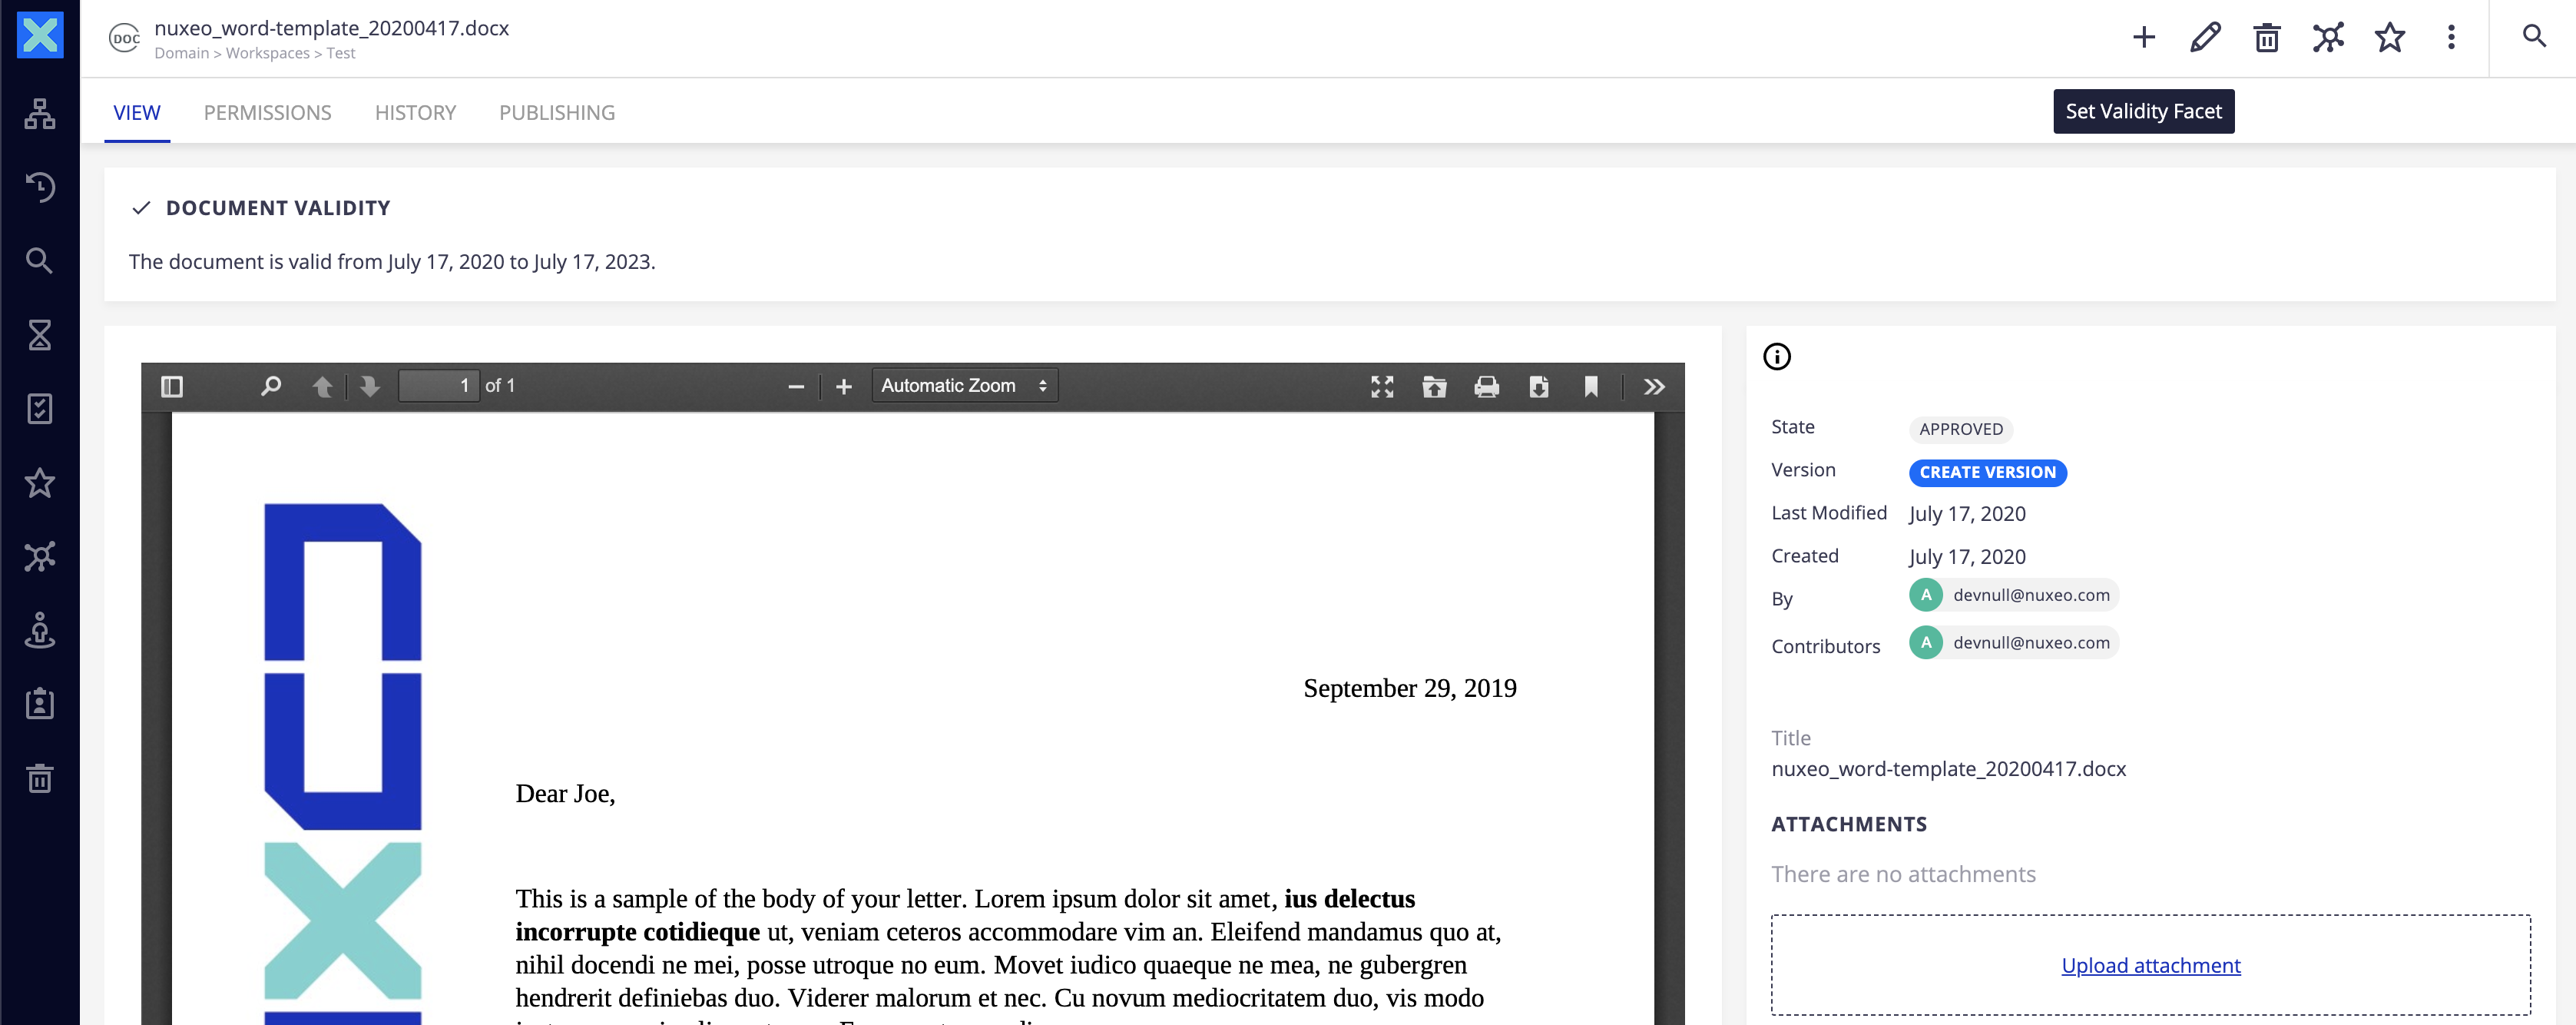 DOC
nuxeo_word-template_20200417.docx
Domain > Workspaces > Test
VIEW PERMISSIONS HISTORY PUBLISHING
Set Validity Facet
DOCUMENT VALIDITY
The document is valid from July 17, 2020 to July 17, 2023.
1 of 1
Automatic Zoom
September 29, 2019
Dear Joe,
This is a sample of the body of your letter. Lorem ipsum dolor sit amet, ius delectus
incorrupte cotidieque ut, veniam ceteros accommodare vim an. Eleifend mandamus quo at,
nihil docendi ne mei, posse utroque no eum. Movet iudico quaeque ne mea, ne gubergren
hendrerit definiebas duo. Viderer malorum et nec. Cu novum mediocritatem duo, vis modo
State APPROVED
Version CREATE VERSION
Last Modified July 17, 2020
Created July 17, 2020
By A devnull@nuxeo.com
Contributors A devnull@nuxeo.com
Title
nuxeo_word-template_20200417.docx
ATTACHMENTS
There are no attachments
Upload attachment